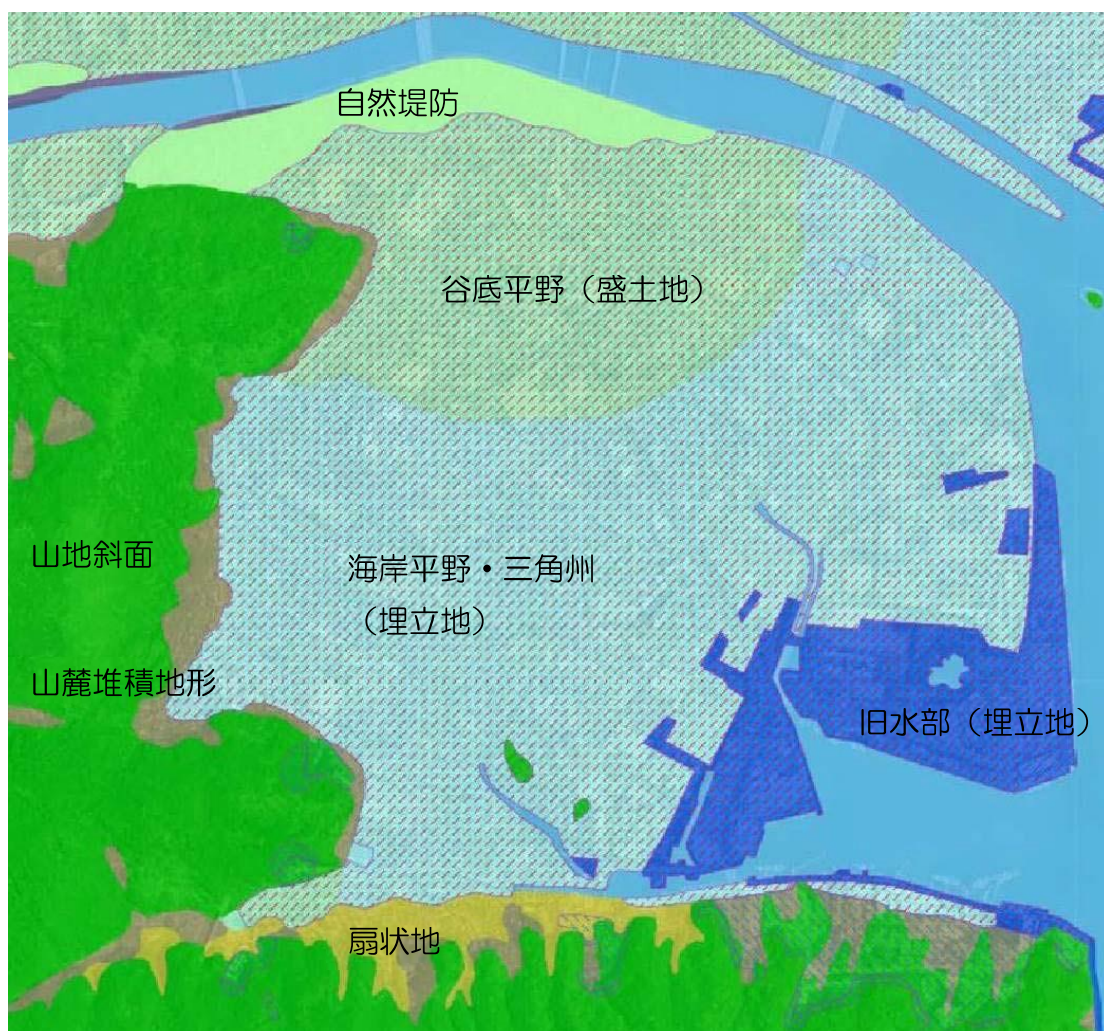 自然堤防
谷底平野（盛土地）
山地斜面
海岸平野・三角州
（埋立地）
山麓堆積地形
旧水部（埋立地）
扇状地